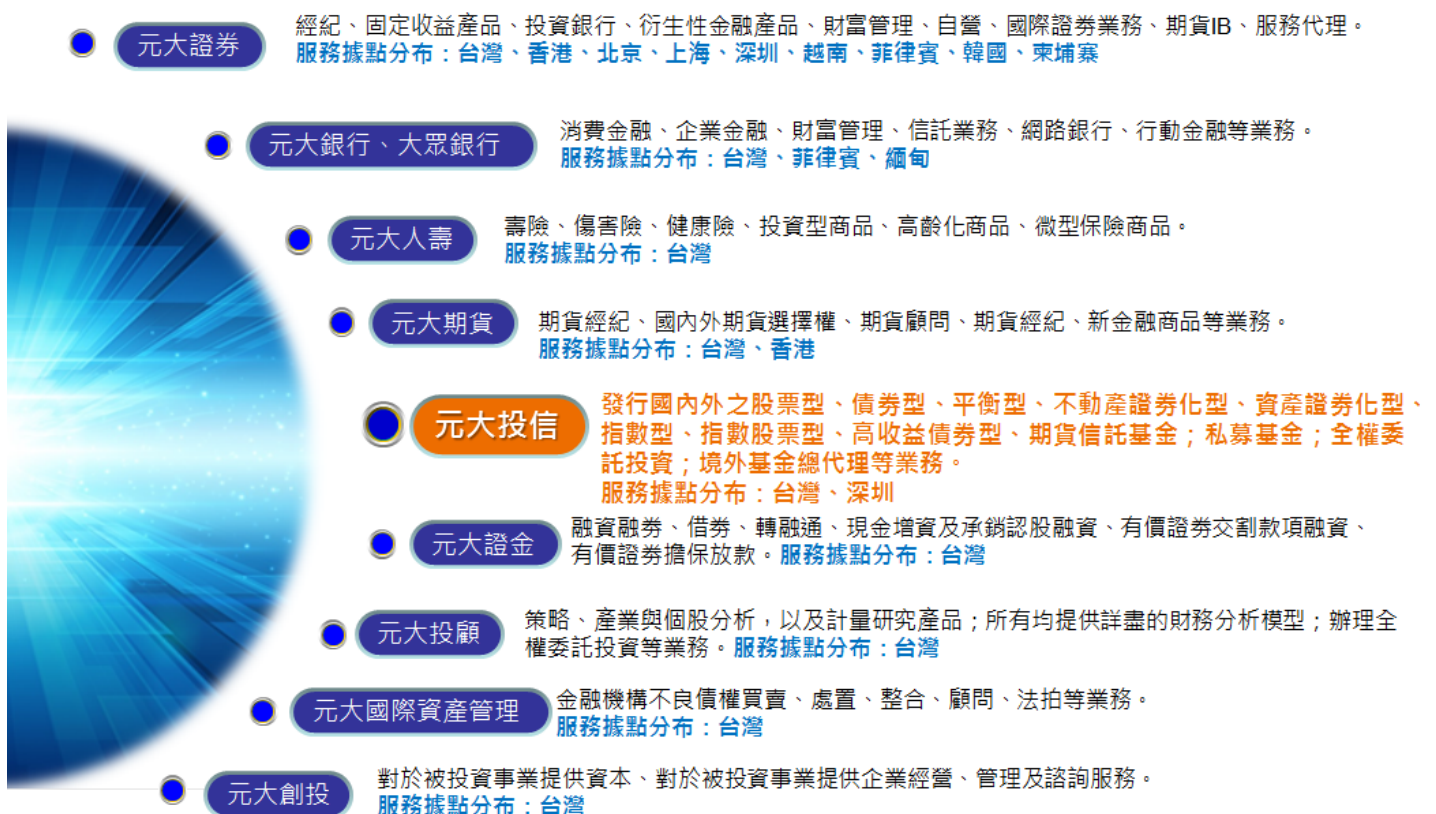 元大證券
經紀、固定收益產品、投資銀行、衍生性金融產品、財富管理、自營、國際證券業務、期貨IB、服務代理。
服務據點分布：台灣、香港、北京、上海、深圳、越南、菲律賓、韓國、柬埔寨
元大銀行、大眾銀行
消費金融、企業金融、財富管理、信託業務、網路銀行、行動金融等業務。
服務據點分布：台灣、菲律賓、緬甸
元大人壽
壽險、傷害險、健康險、投資型商品、高齡化商品、微型保險商品。
服務據點分布：台灣
元大期貨
期貨經紀、國內外期貨選擇權、期貨顧問、期貨經紀、新金融商品等業務。
服務據點分布：台灣、香港
元大投信
發行國內外之股票型、債券型、平衡型、不動產證券化型、資產證券化型、
指數型、指數股票型、高收益債券型、期貨信託基金；私募基金；全權委
託投資；境外基金總代理等業務。
服務據點分布：台灣、深圳
元大證金
融資融券、借券、轉融通、現金增資及承銷認股融資、有價證券交割款項融資、
有價證券擔保放款。服務據點分布：台灣
元大投顧
策略、產業與個股分析，以及計量研究產品；所有均提供詳盡的財務分析模型；辦理全
權委託投資等業務。服務據點分布：台灣
元大國際資產管理
金融機構不良債權買賣、處置、整合、顧問、法拍等業務。
服務據點分布：台灣
元大創投
對於被投資事業提供資本、對於被投資事業提供企業經營、管理及諮詢服務。
服務據點分布：台灣